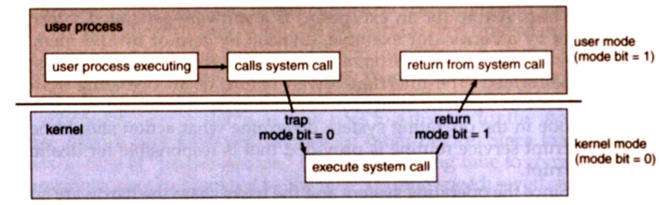 user process
user process executing
calls system call
return from system call
user mode
(mode bit = 1)
kernel
trap
mode bit = 0
return
mode bit = 1
execute system call
kernel mode
(mode bit = 0)